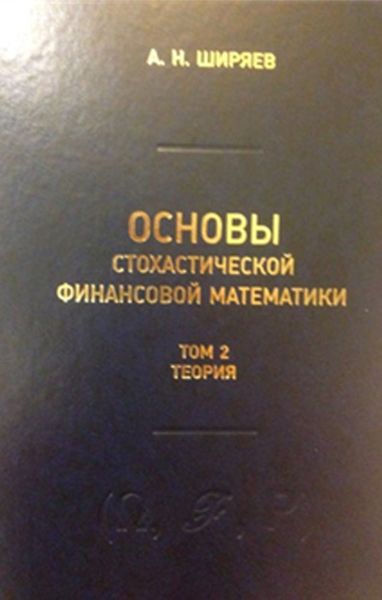 А. Н. ШИРЯЕВ
ОСНОВЫ
СТОХАСТИЧЕСКОЙ
ФИНАНСОВОЙ МАТЕМАТИКИ
ТОМ 2
ТЕОРИЯ
(Ω, ℱ, P)